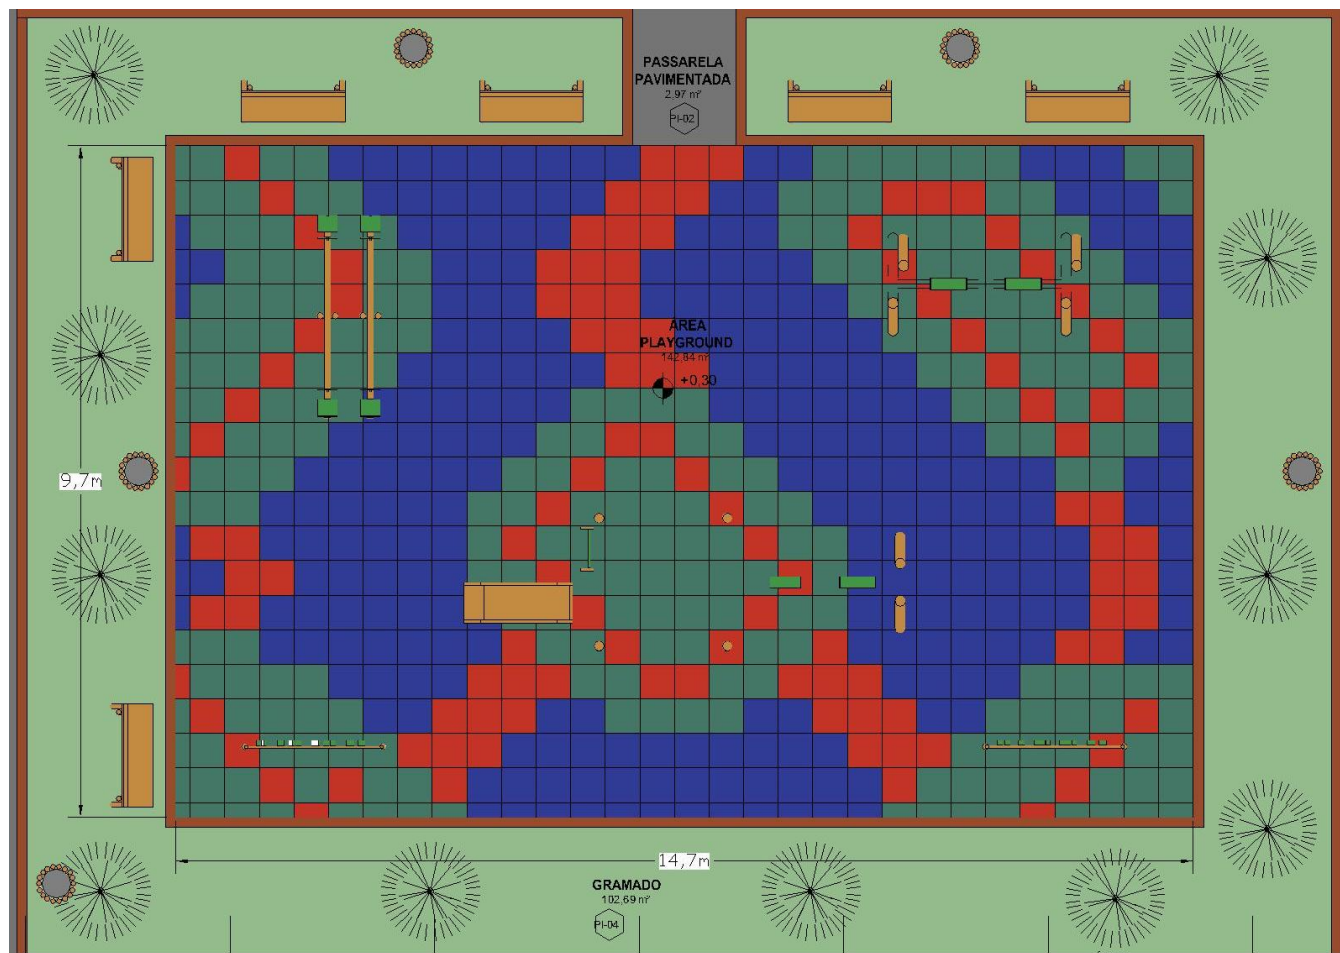 PASSARELA
PAVIMENTADA
2,97 m²
PI-02
ÁREA
PLAYGROUND
142,84 m²
+0,30
9,7m
14,7m
GRAMADO
102,69 m²
PI-04